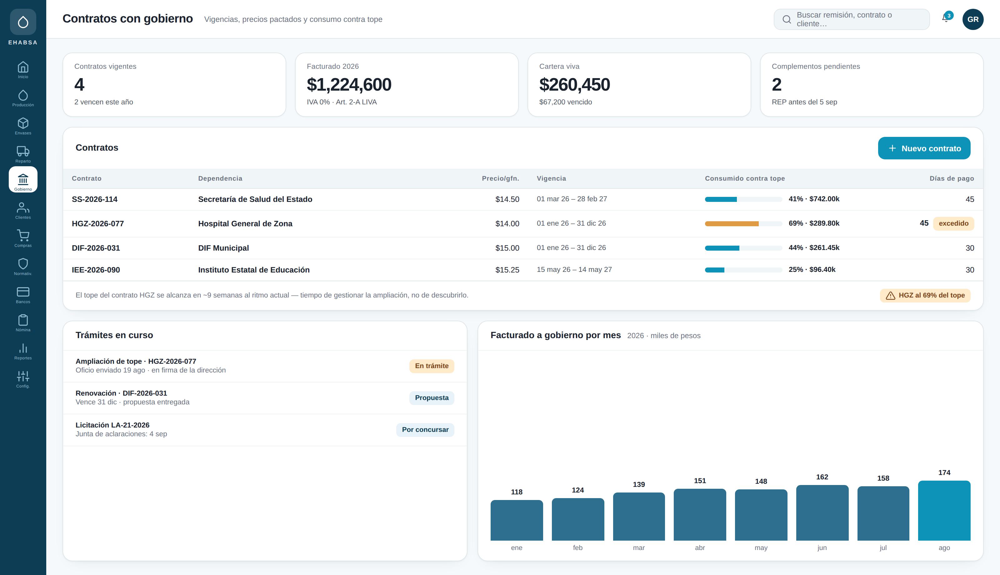 EHABSA
Inicio
Producción
Envases
Reparto
Gobierno
Clientes
Compras
Normativ.
Bancos
Nómina
Reportes
Config.
Contratos con gobierno
Vigencias, precios pactados y consumo contra tope
Buscar remisión, contrato o
cliente…
3
GR
Contratos vigentes
4
2 vencen este año
Facturado 2026
$1,224,600
IVA 0% · Art. 2-A LIVA
Cartera viva
$260,450
$67,200 vencido
Complementos pendientes
2
REP antes del 5 sep
Contratos
Nuevo contrato
Contrato Dependencia Precio/gfn. Vigencia Consumido contra tope Días de pago
SS-2026-114 Secretaría de Salud del Estado $14.50 01 mar 26 – 28 feb 27 41% · $742.00k 45
HGZ-2026-077 Hospital General de Zona $14.00 01 ene 26 – 31 dic 26 69% · $289.80k 45 excedido
DIF-2026-031 DIF Municipal $15.00 01 ene 26 – 31 dic 26 44% · $261.45k 30
IEE-2026-090 Instituto Estatal de Educación $15.25 15 may 26 – 14 may 27 25% · $96.40k 30
El tope del contrato HGZ se alcanza en ~9 semanas al ritmo actual — tiempo de gestionar la ampliación, no de descubrirlo.
HGZ al 69% del tope
Trámites en curso
Ampliación de tope · HGZ-2026-077
Oficio enviado 19 ago · en firma de la dirección
En trámite
Renovación · DIF-2026-031
Vence 31 dic · propuesta entregada
Propuesta
Licitación LA-21-2026
Junta de aclaraciones: 4 sep
Por concursar
Facturado a gobierno por mes 2026 · miles de pesos
118 124 139 151 148 162 158 174
ene feb mar abr may jun jul ago